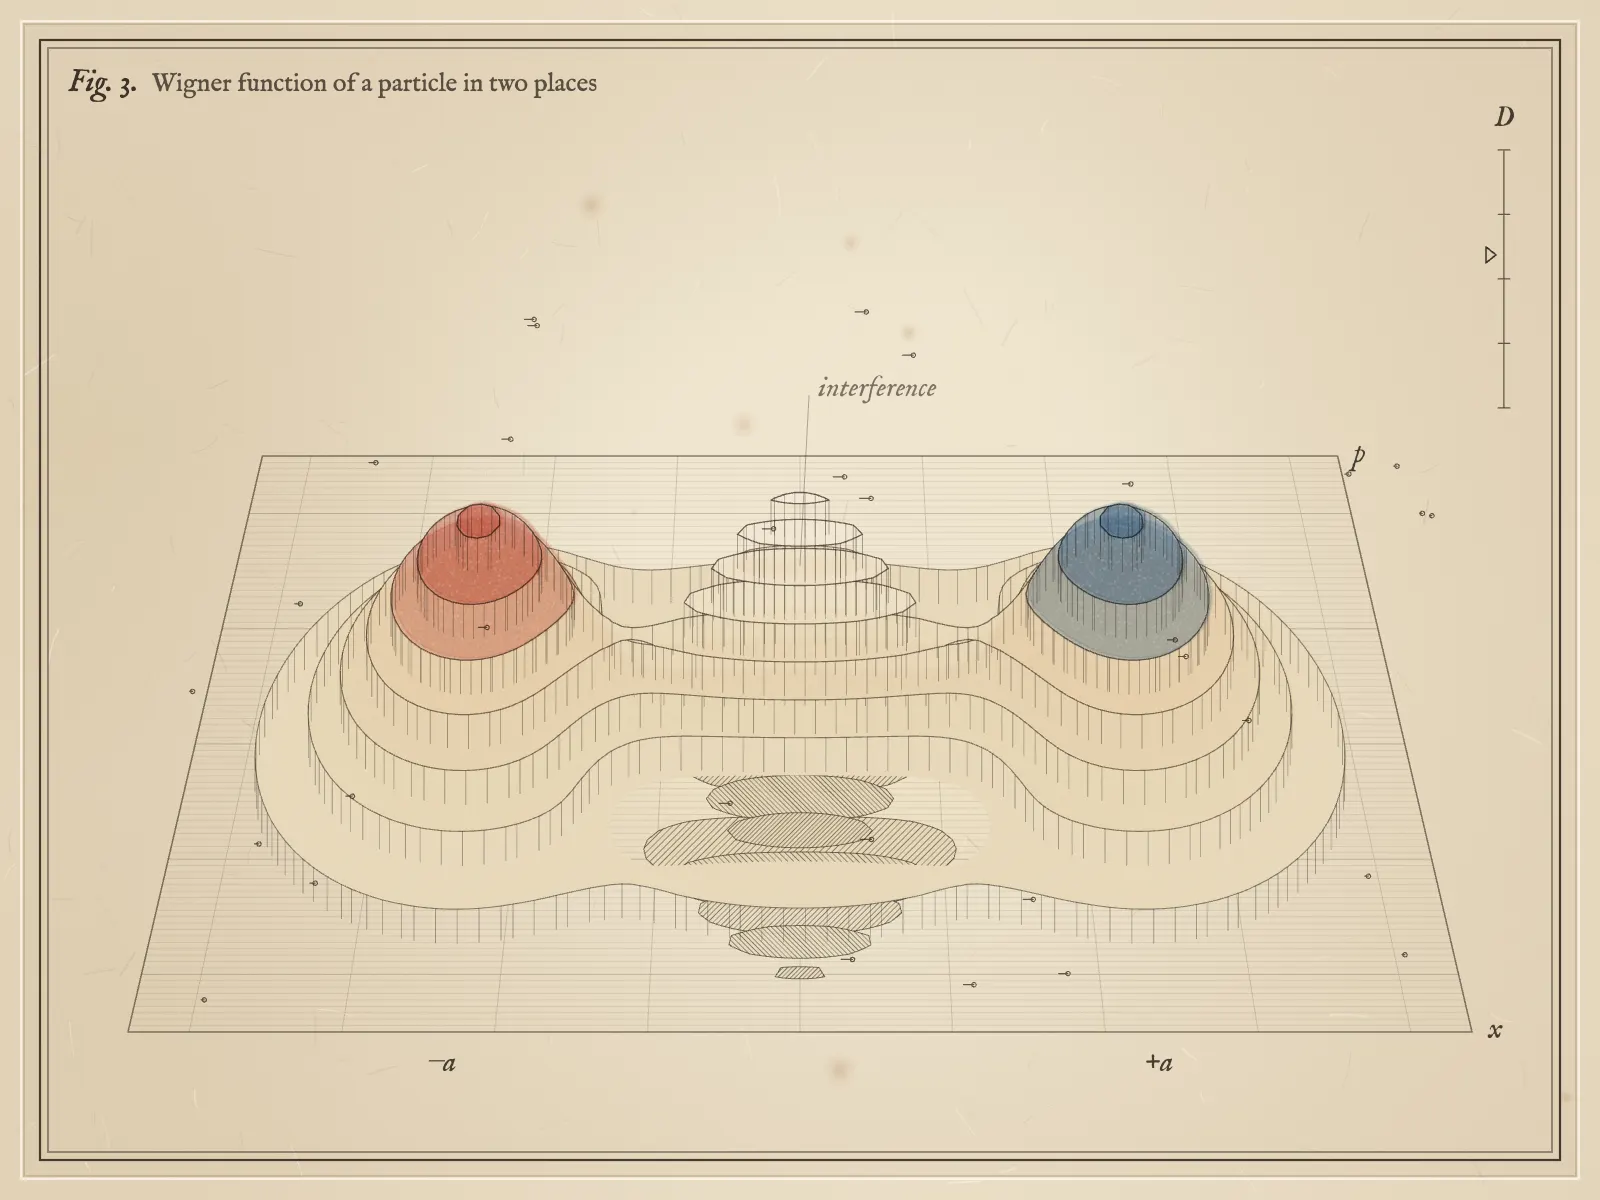 Fig. 3. Wigner function of a particle in two places
D
interference
p
x
−a
+a